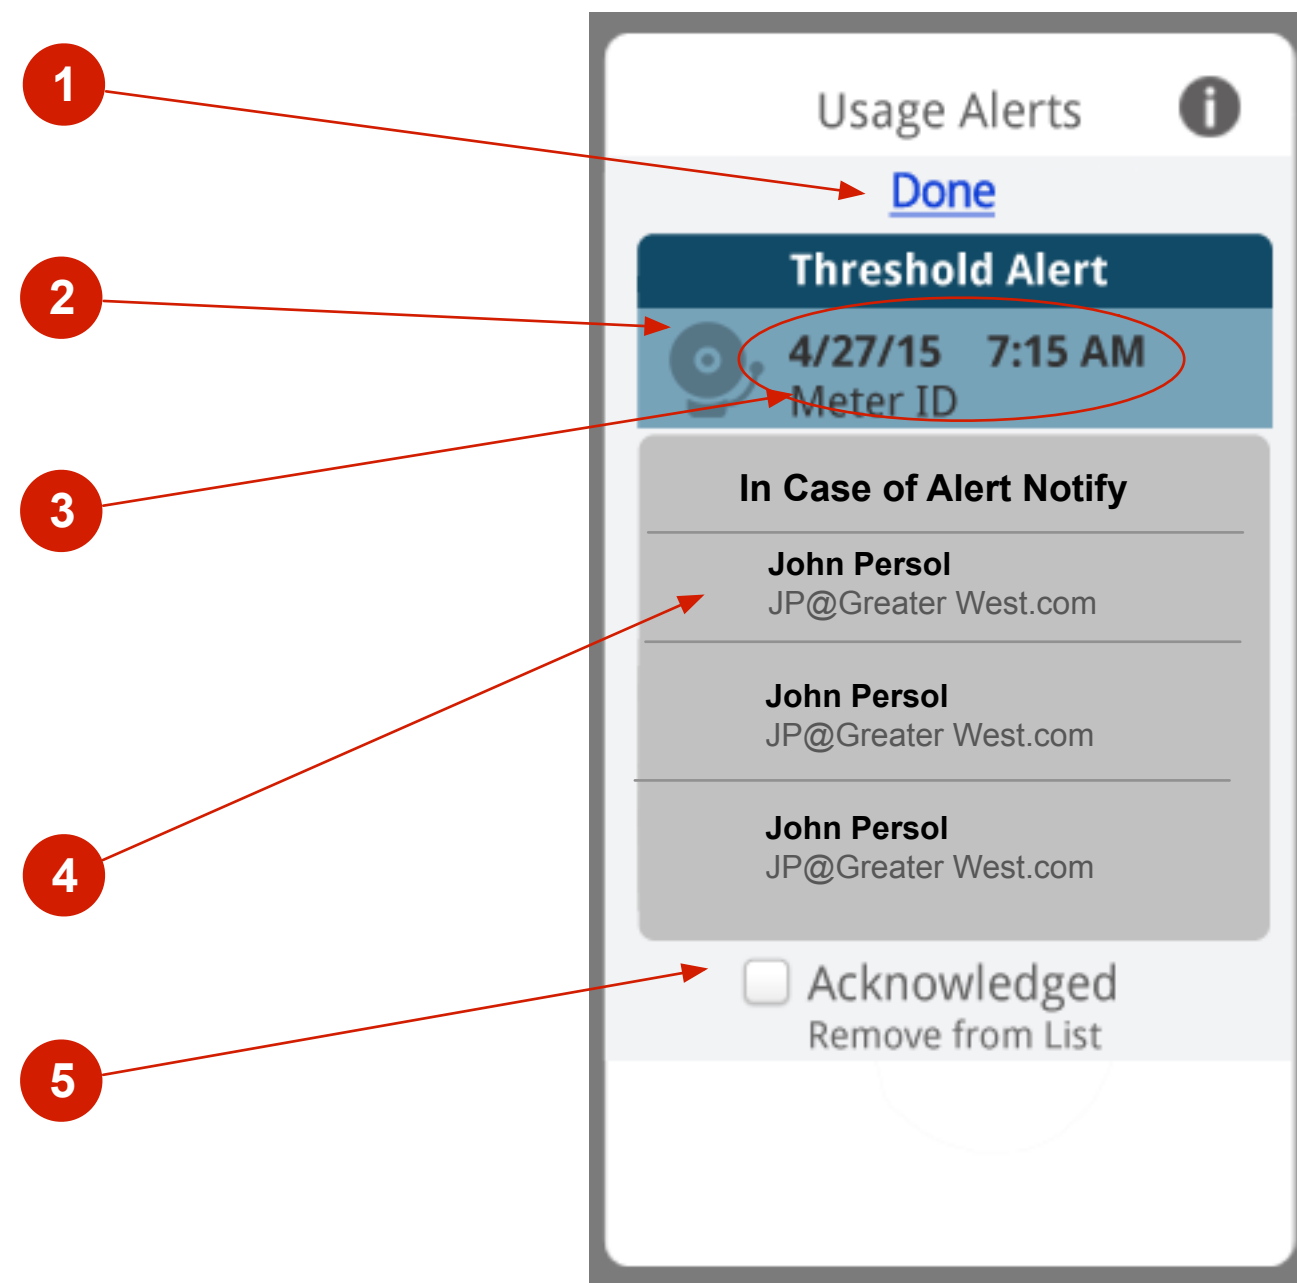 1
Usage Alerts i
Done
Threshold Alert
2
4/27/15 7:15 AM
Meter ID
3
In Case of Alert Notify
John Persol
JP@Greater West.com
John Persol
JP@Greater West.com
4
John Persol
JP@Greater West.com
5
Acknowledged
Remove from List